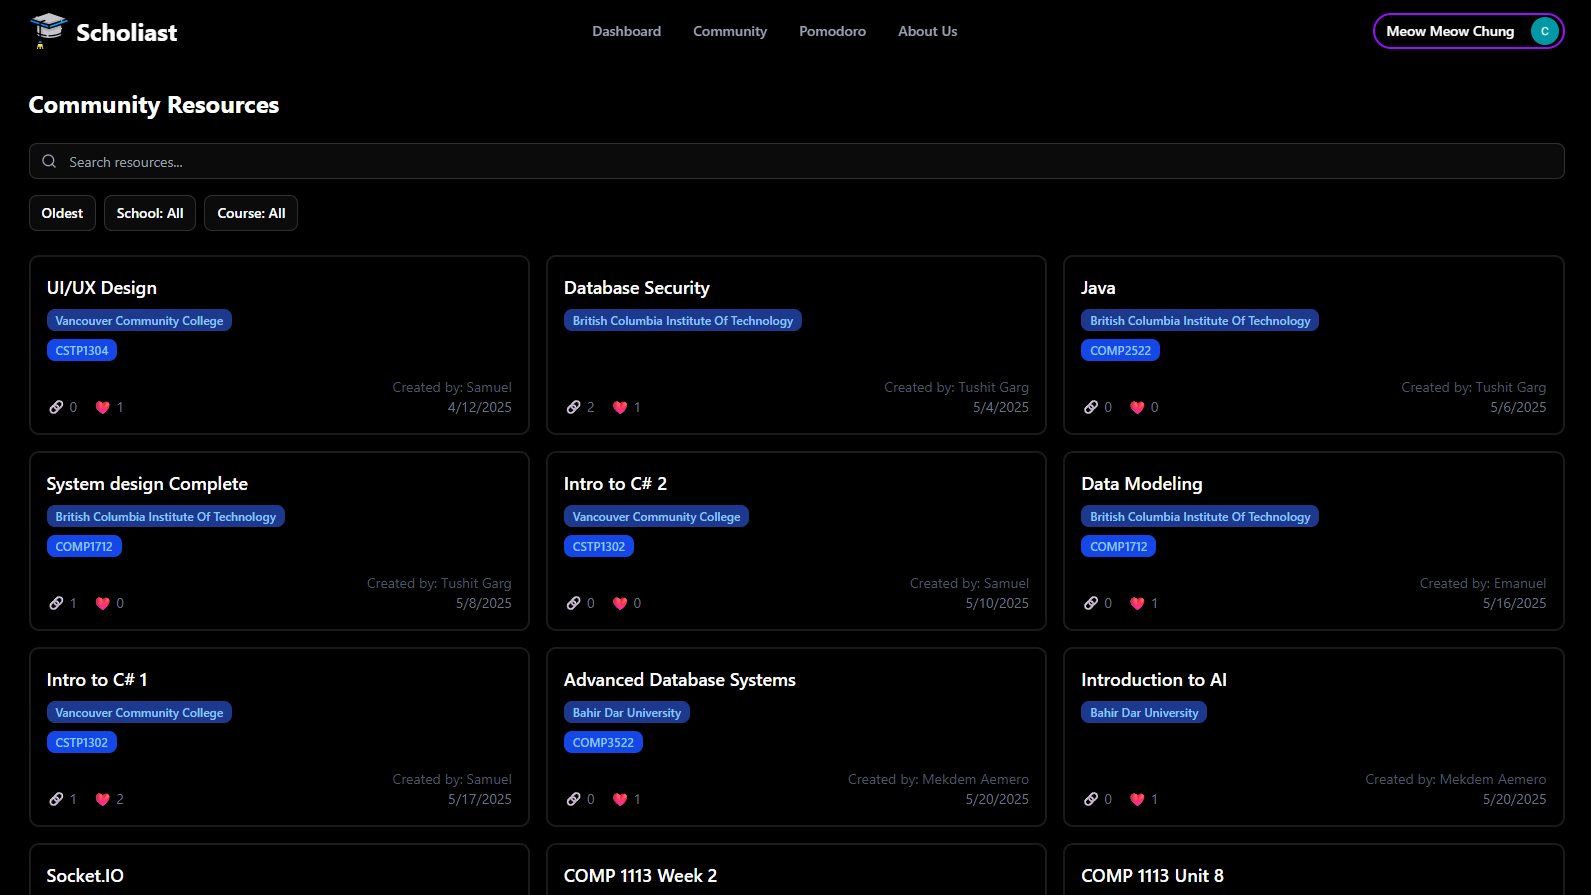 Scholiast
Dashboard
Community
Pomodoro
About Us
Meow Meow Chung
C
Community Resources
Search resources...
Oldest
School: All
Course: All
UI/UX Design
Vancouver Community College
CSTP1304
Created by: Samuel
0
1
4/12/2025
Database Security
British Columbia Institute Of Technology
Created by: Tushit Garg
2
1
5/4/2025
Java
British Columbia Institute Of Technology
COMP2522
Created by: Tushit Garg
0
0
5/6/2025
System design Complete
British Columbia Institute Of Technology
COMP1712
Created by: Tushit Garg
1
0
5/8/2025
Intro to C# 2
Vancouver Community College
CSTP1302
Created by: Samuel
0
0
5/10/2025
Data Modeling
British Columbia Institute Of Technology
COMP1712
Created by: Emanuel
0
1
5/16/2025
Intro to C# 1
Vancouver Community College
CSTP1302
Created by: Samuel
1
2
5/17/2025
Advanced Database Systems
Bahir Dar University
COMP3522
Created by: Mekdem Aemero
0
1
5/20/2025
Introduction to AI
Bahir Dar University
Created by: Mekdem Aemero
0
1
5/20/2025
Socket.IO
COMP 1113 Week 2
COMP 1113 Unit 8